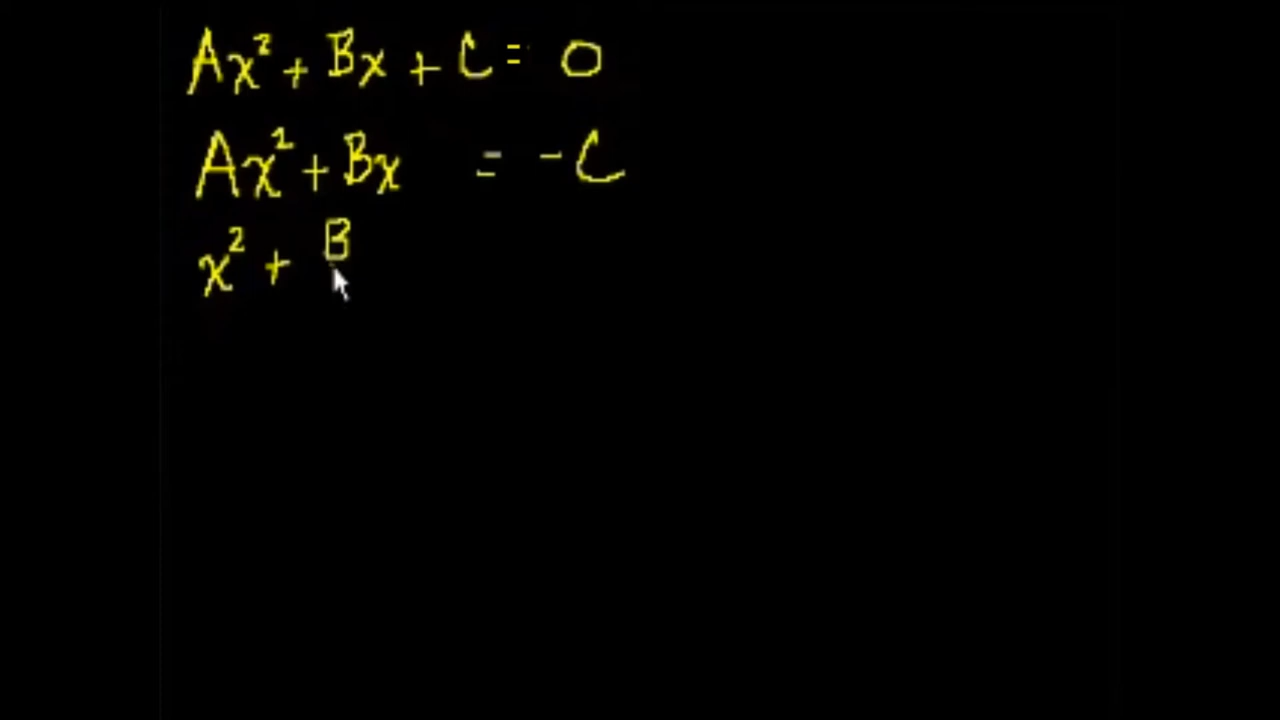 Ax² + Bx + C = 0
Ax² + Bx = -C
x² + B